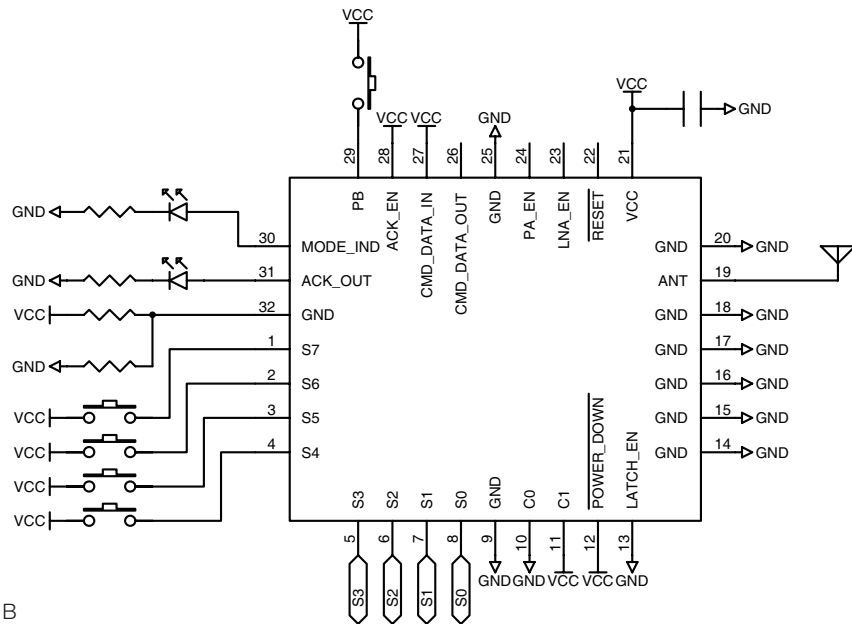 VCC
VCC
GND
GND
VCC VCC
29
28
27
26
25
24
23
22
21
PB
ACK_EN
CMD_DATA_IN
CMD_DATA_OUT
GND
PA_EN
LNA_EN
RESET
VCC
GND
30 MODE_IND
GND 20 GND
GND
31 ACK_OUT
ANT 19
VCC
32 GND
GND 18 GND
GND
1 S7
GND 17 GND
2 S6
GND 16 GND
VCC
3 S5
GND 15 GND
VCC
4 S4
GND 14 GND
VCC
VCC
S3
S2
S1
S0
GND
C0
C1
POWER_DOWN
LATCH_EN
5
6
7
8
9
10
11
12
13
GND GND VCC VCC GND
S3
S2
S1
S0
B